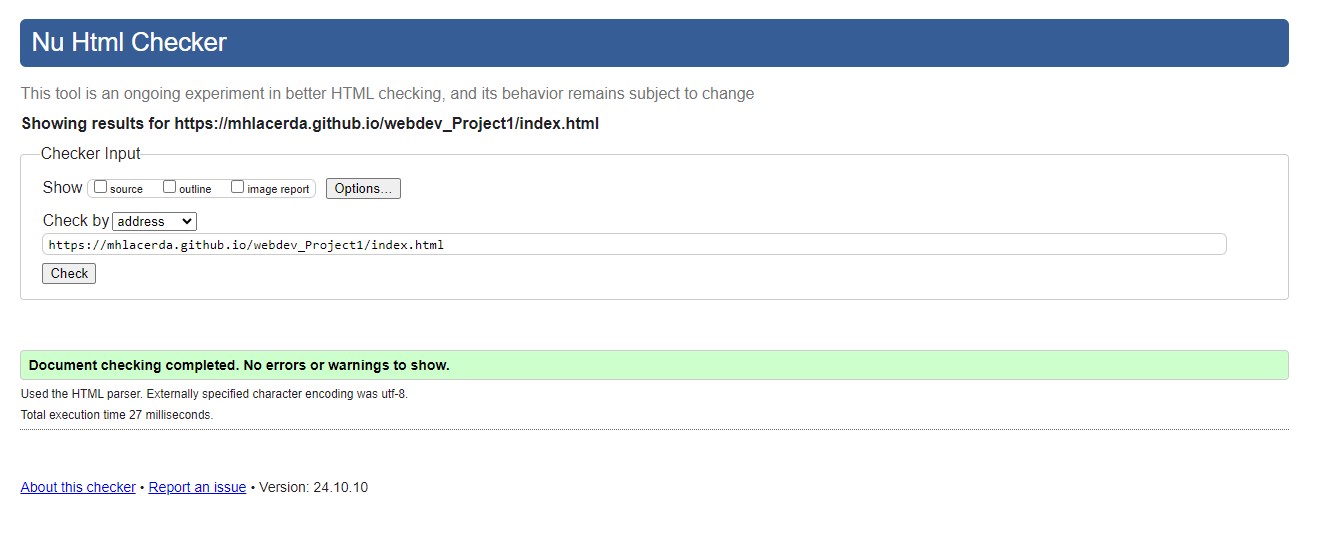 Nu Html Checker
This tool is an ongoing experiment in better HTML checking, and its behavior remains subject to change
Showing results for https://mhlacerda.github.io/webdev_Project1/index.html
Checker Input
Show source outline image report Options...
Check by address
https://mhlacerda.github.io/webdev_Project1/index.html
Check
Document checking completed. No errors or warnings to show.
Used the HTML parser. Externally specified character encoding was utf-8.
Total execution time 27 milliseconds.
About this checker • Report an issue • Version: 24.10.10